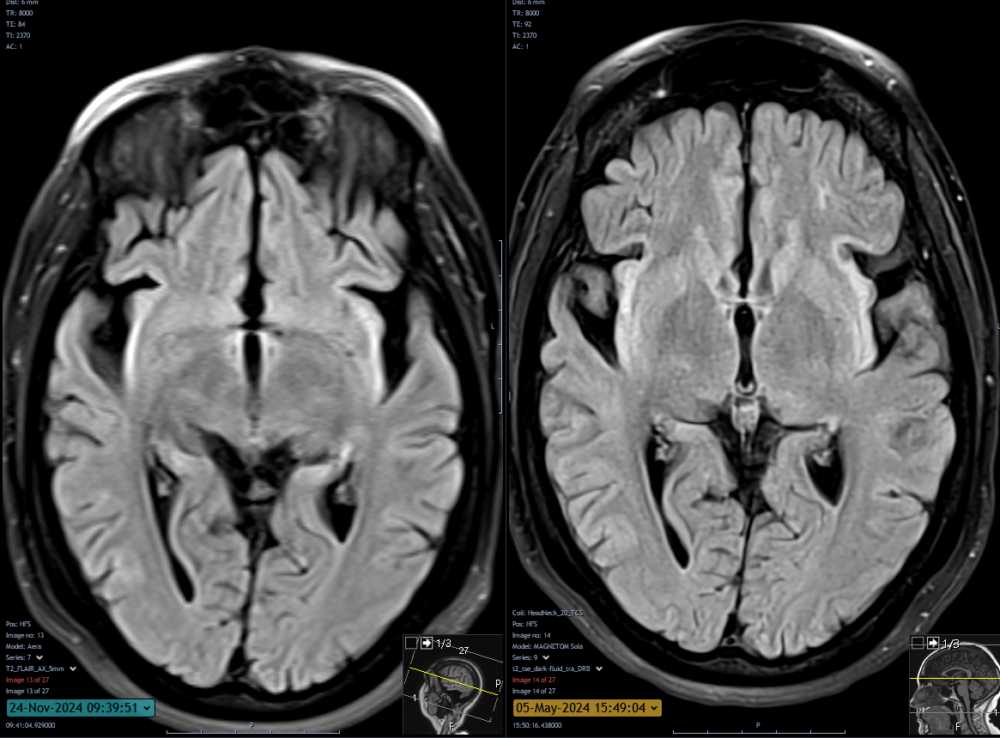 Dist: 6 mm
TR: 8000
TE: 84
TI: 2370
AC: 1
L
Pos: HFS
Image no: 13
Model: Aera
Series: 7
T2_FLAIR_AX_5mm
Image 13 of 27
Image 13 of 27
24-Nov-2024 09:39:51
09:41:04.929000
P
1/3
27
P
1
F
Dist: 6 mm
TR: 8000
TE: 92
TI: 2370
AC: 1
L
Coil: HeadNeck_20_TCS
Pos: HFS
Image no: 14
Model: MAGNETOM Sola
Series: 9
t2_tse_dark-fluid_tra_DRB
Image 14 of 27
Image 14 of 27
05-May-2024 15:49:04
15:50:16.438000
P
1/3
1
F